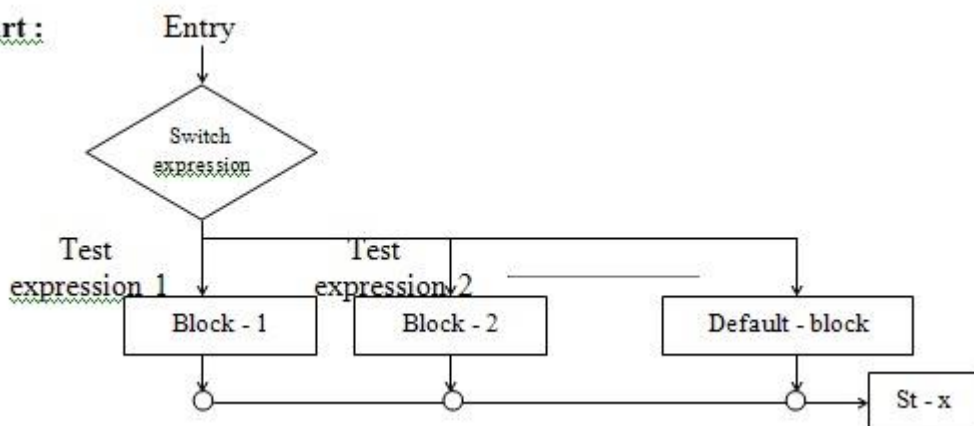 rt :
Entry
Switch
expression
Test
expression 1
Test
expression 2
Block - 1
Block - 2
Default - block
St - x